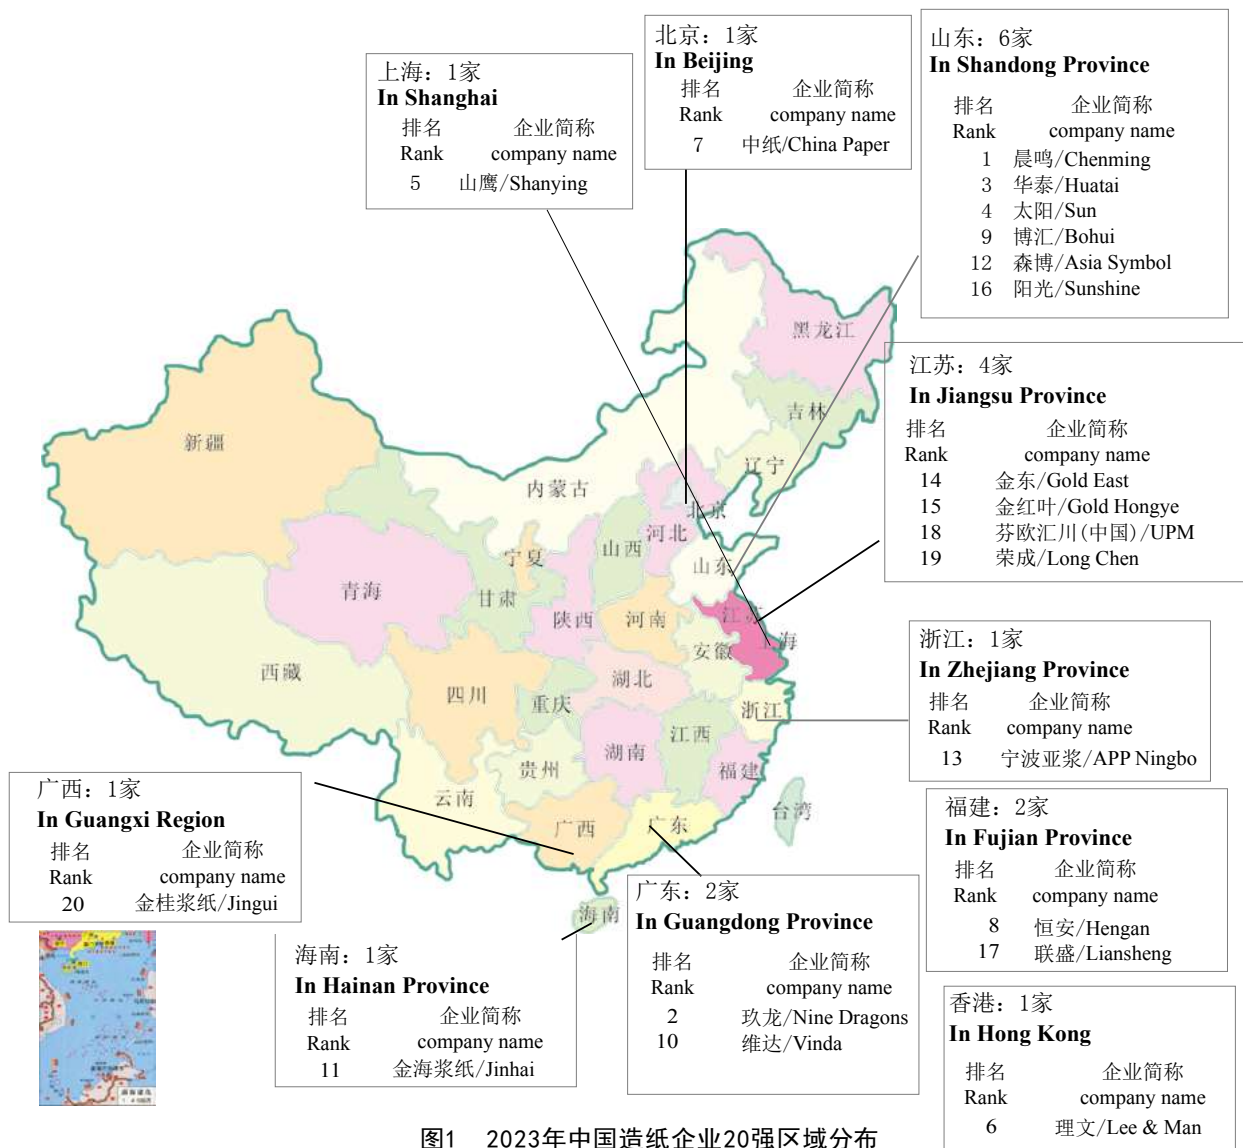 上海：1家
In Shanghai
排名 企业简称
Rank company name
5 山鹰/Shanying
北京：1家
In Beijing
排名 企业简称
Rank company name
7 中纸/China Paper
山东：6家
In Shandong Province
排名 企业简称
Rank company name
1 晨鸣/Chenming
3 华泰/Huatai
4 太阳/Sun
9 博汇/Bohui
12 森博/Asia Symbol
16 阳光/Sunshine
江苏：4家
In Jiangsu Province
排名 企业简称
Rank company name
14 金东/Gold East
15 金红叶/Gold Hongye
18 芬欧汇川(中国)/UPM
19 荣成/Long Chen
浙江：1家
In Zhejiang Province
排名 企业简称
Rank company name
13 宁波亚浆/APP Ningbo
福建：2家
In Fujian Province
排名 企业简称
Rank company name
8 恒安/Hengan
17 联盛/Liansheng
香港：1家
In Hong Kong
排名 企业简称
Rank company name
6 理文/Lee & Man
广东：2家
In Guangdong Province
排名 企业简称
Rank company name
2 玖龙/Nine Dragons
10 维达/Vinda
海南：1家
In Hainan Province
排名 企业简称
Rank company name
11 金海浆纸/Jinhai
广西：1家
In Guangxi Region
排名 企业简称
Rank company name
20 金桂浆纸/Jingui
黑龙江
吉林
辽宁
新疆
内蒙古
北京
河北
山西
宁夏
山东
青海
甘肃
陕西
河南
江苏
上海
安徽
西藏
四川
重庆
湖北
浙江
江西
湖南
贵州
福建
云南
广西
广东
台湾
海南
图1 2023年中国造纸企业20强区域分布